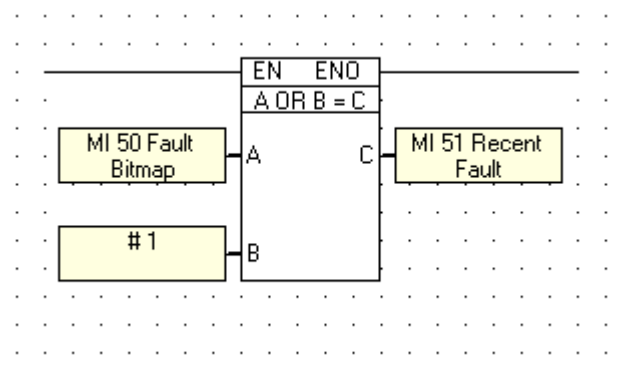 EN ENO
A OR B = C
MI 50 Fault
Bitmap
A
C
MI 51 Recent
Fault
# 1
B